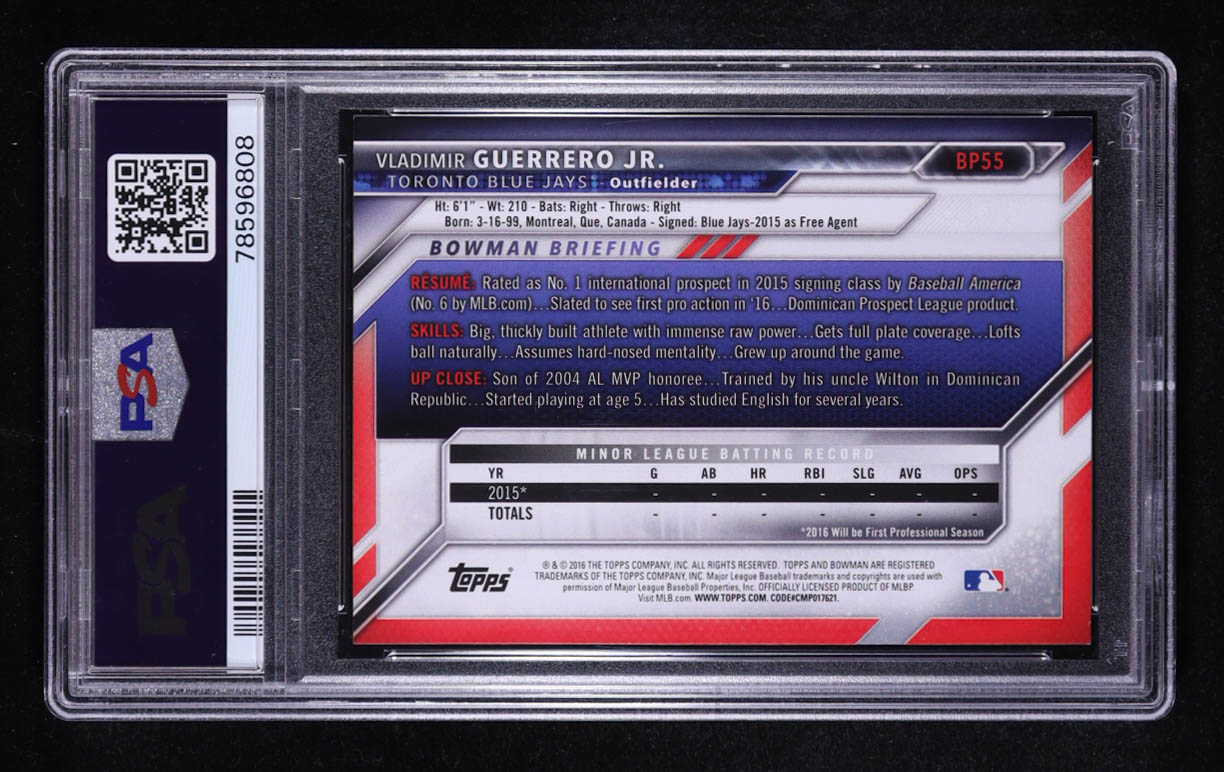 78596808
PSA
PSA
PSA
VLADIMIR GUERRERO JR.
BP55
TORONTO BLUE JAYS Outfielder
Ht: 6'1" - Wt: 210 - Bats: Right - Throws: Right
Born: 3-16-99, Montreal, Que, Canada - Signed: Blue Jays-2015 as Free Agent
BOWMAN BRIEFING
RÉSUMÉ: Rated as No. 1 international prospect in 2015 signing class by Baseball America
(No. 6 by MLB.com)...Slated to see first pro action in '16...Dominican Prospect League product.
SKILLS: Big, thickly built athlete with immense raw power...Gets full plate coverage...Lofts
ball naturally...Assumes hard-nosed mentality...Grew up around the game.
UP CLOSE: Son of 2004 AL MVP honoree...Trained by his uncle Wilton in Dominican
Republic...Started playing at age 5...Has studied English for several years.
MINOR LEAGUE BATTING RECORD
YR G AB HR RBI SLG AVG OPS
2015* - - - - - - -
TOTALS - - - - - - -
*2016 Will be First Professional Season
Topps®
® & © 2016 THE TOPPS COMPANY, INC. ALL RIGHTS RESERVED. TOPPS AND BOWMAN ARE REGISTERED
TRADEMARKS OF THE TOPPS COMPANY, INC. Major League Baseball trademarks and copyrights are used with
permission of Major League Baseball Properties, Inc. OFFICIALLY LICENSED PRODUCT OF MLBP.
Visit MLB.com. WWW.TOPPS.COM. CODE#CMP017621.